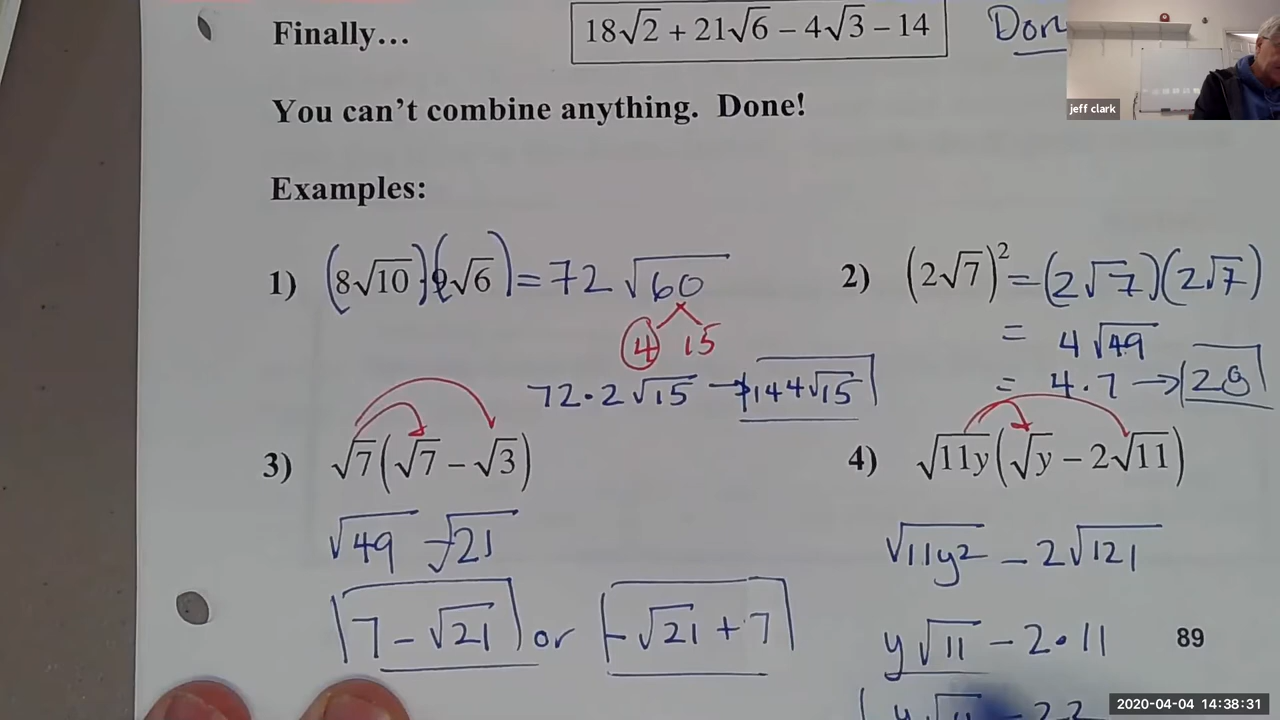 Finally…
18√2 + 21√6 − 4√3 − 14
jeff clark
You can't combine anything. Done!
Examples:
1) (8√10)·(9√6) = 72√60
4 15
72·2√15 → 144√15
2) (2√7)² = (2√7)(2√7)
= 4√49
= 4·7 → 28
3) √7(√7 − √3)
√49 − √21
7 − √21 or −√21 + 7
4) √11y(√y − 2√11)
√11y² − 2√121
y√11 − 2·11
y√11 − 22
89
2020-04-04 14:38:31